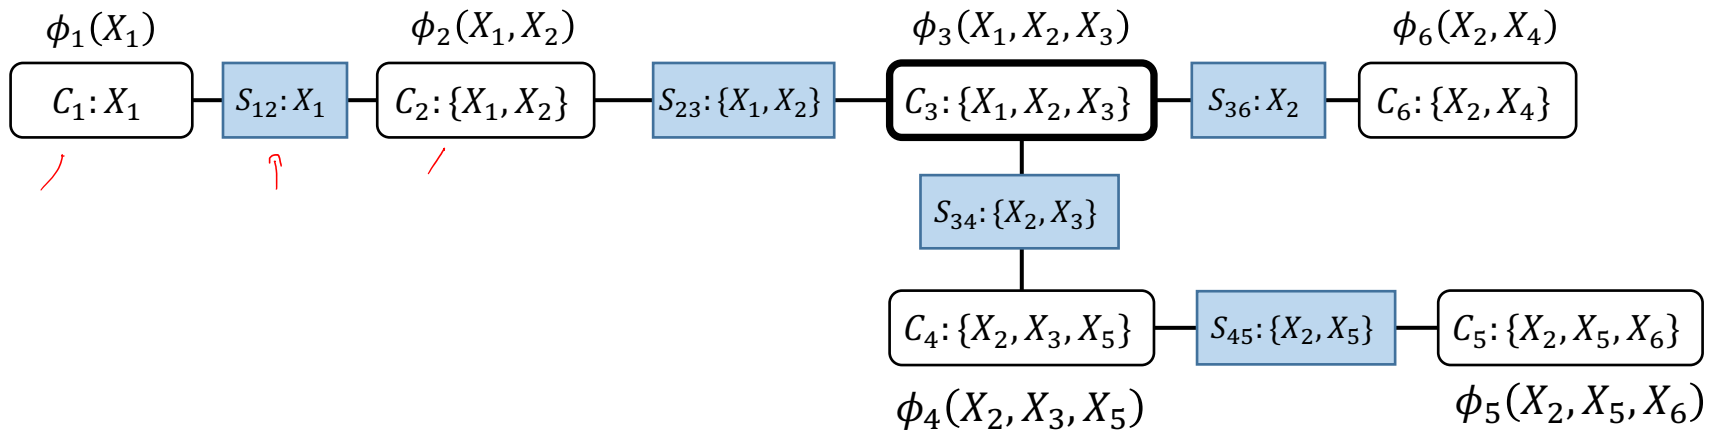 ϕ₁(X₁) ϕ₂(X₁, X₂) ϕ₃(X₁, X₂, X₃) ϕ₆(X₂, X₄)
C₁: X₁ S₁₂: X₁ C₂: {X₁, X₂} S₂₃: {X₁, X₂} C₃: {X₁, X₂, X₃} S₃₆: X₂ C₆: {X₂, X₄}
S₃₄: {X₂, X₃}
C₄: {X₂, X₃, X₅} S₄₅: {X₂, X₅} C₅: {X₂, X₅, X₆}
ϕ₄(X₂, X₃, X₅) ϕ₅(X₂, X₅, X₆)